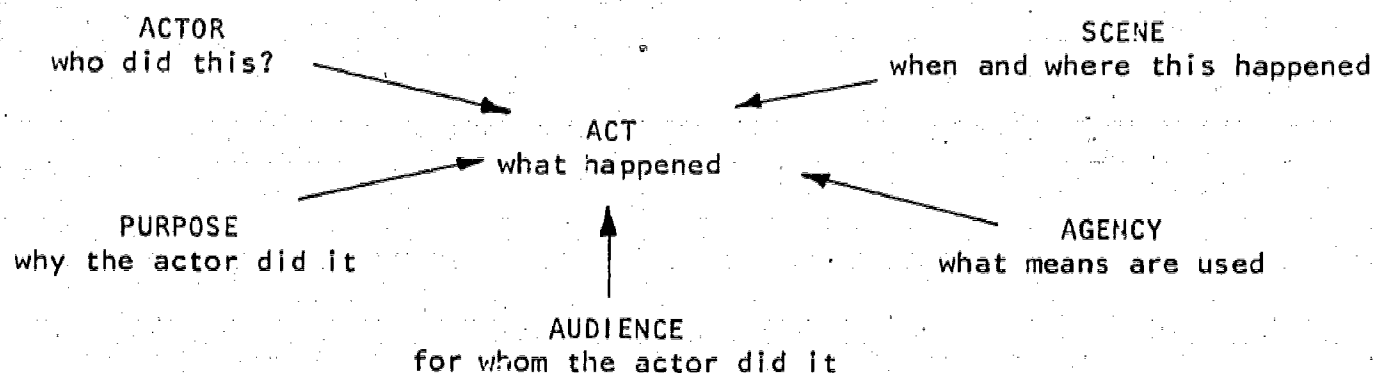 ACTOR
who did this?
SCENE
when and where this happened
ACT
what happened
PURPOSE
why the actor did it
AGENCY
what means are used
AUDIENCE
for whom the actor did it